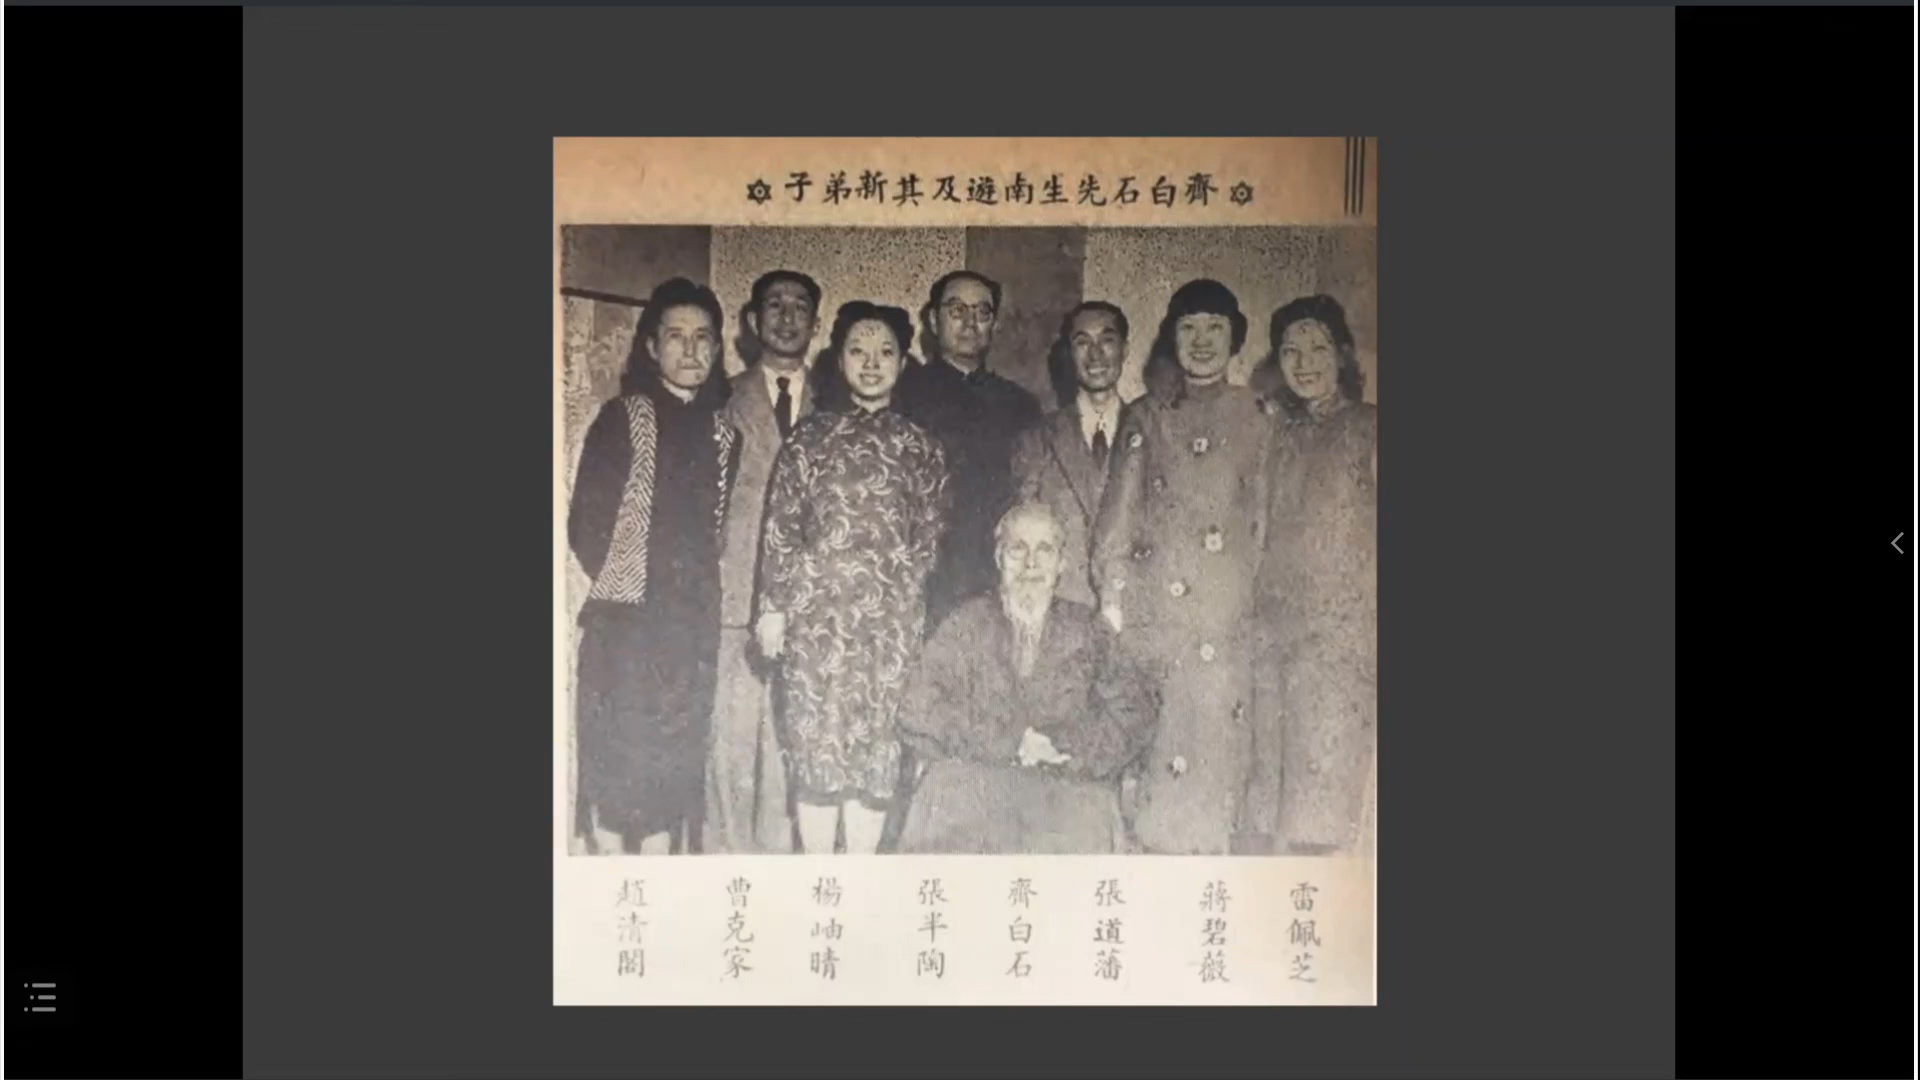 齊白石先生南遊及其新弟子
雷佩芝
蔣碧薇
張道藩
齊白石
張半陶
楊岫晴
曹克家
趙清閣